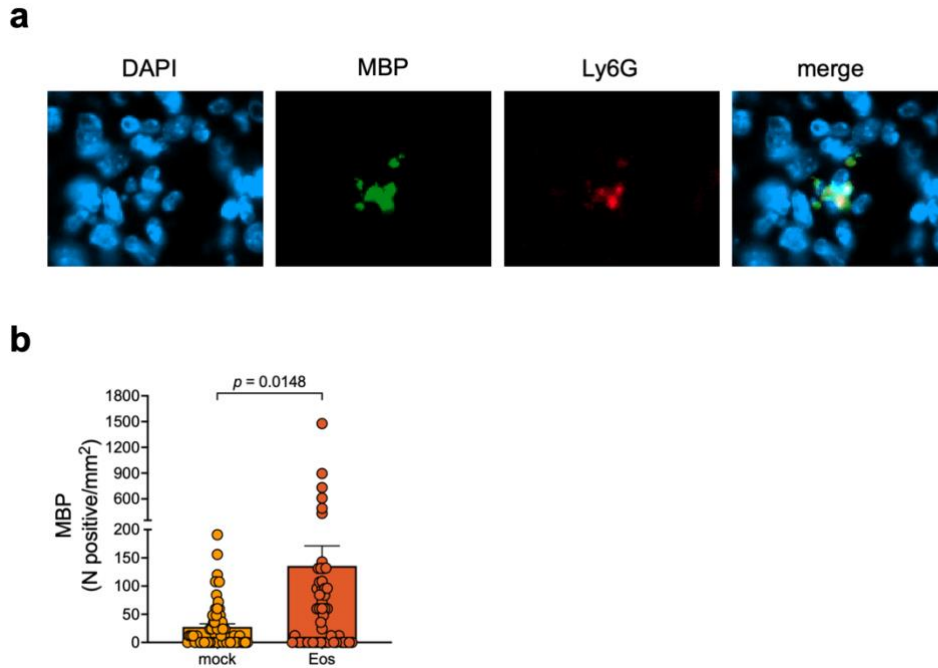 a
DAPI MBP Ly6G merge
b
p = 0.0148
MBP
(N positive/mm²)
1800
1500
1200
900
600
200
150
100
50
0
mock Eos